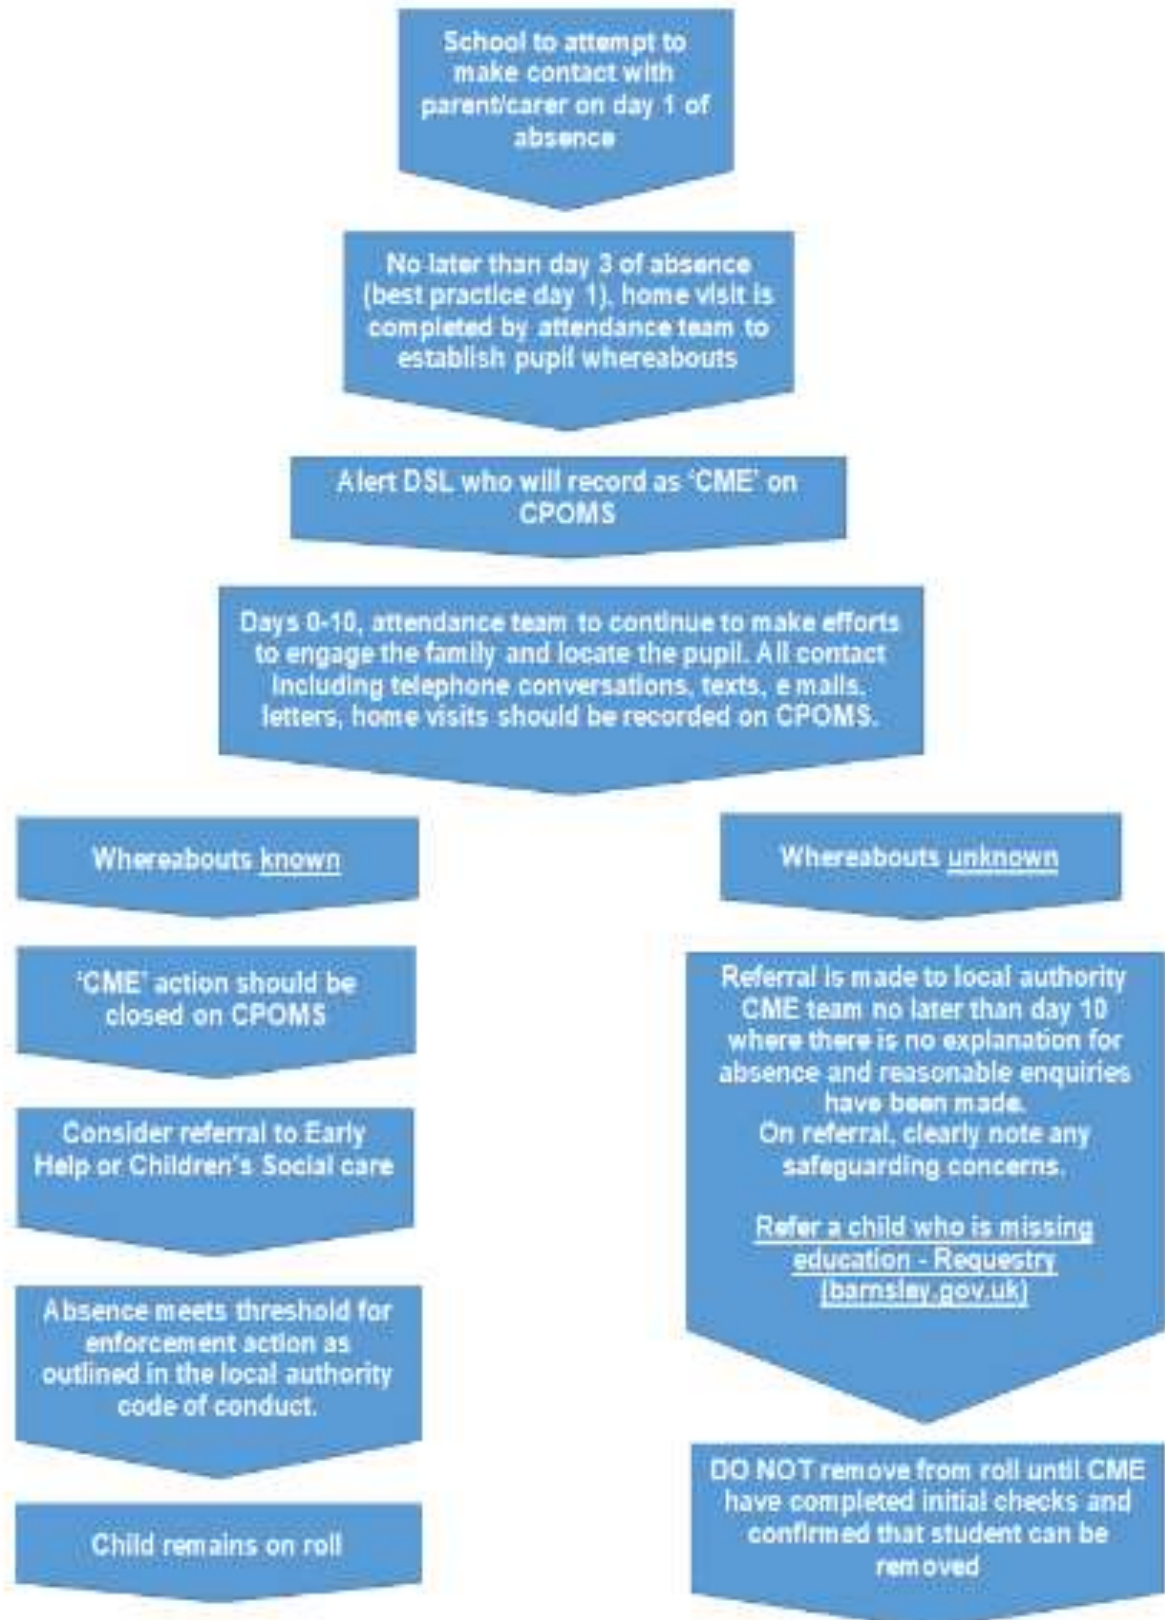 School to attempt to
make contact with
parent/carer on day 1 of
absence
No later than day 3 of absence
(best practice day 1), home visit is
completed by attendance team to
establish pupil whereabouts
Alert DSL who will record as ‘CME’ on
CPOMS
Days 0-10, attendance team to continue to make efforts
to engage the family and locate the pupil. All contact
including telephone conversations, texts, e mails,
letters, home visits should be recorded on CPOMS.
Whereabouts known
‘CME’ action should be
closed on CPOMS
Consider referral to Early
Help or Children’s Social care
Absence meets threshold for
enforcement action as
outlined in the local authority
code of conduct.
Child remains on roll
Whereabouts unknown
Referral is made to local authority
CME team no later than day 10
where there is no explanation for
absence and reasonable enquiries
have been made.
On referral, clearly note any
safeguarding concerns.
Refer a child who is missing
education - Requestry
(barnsley.gov.uk)
DO NOT remove from roll until CME
have completed initial checks and
confirmed that student can be
removed